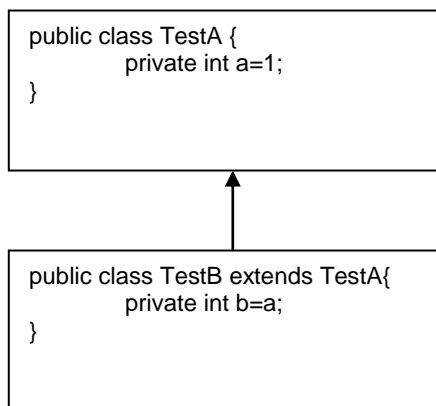 public class TestA {
private int a=1;
}
public class TestB extends TestA{
private int b=a;
}